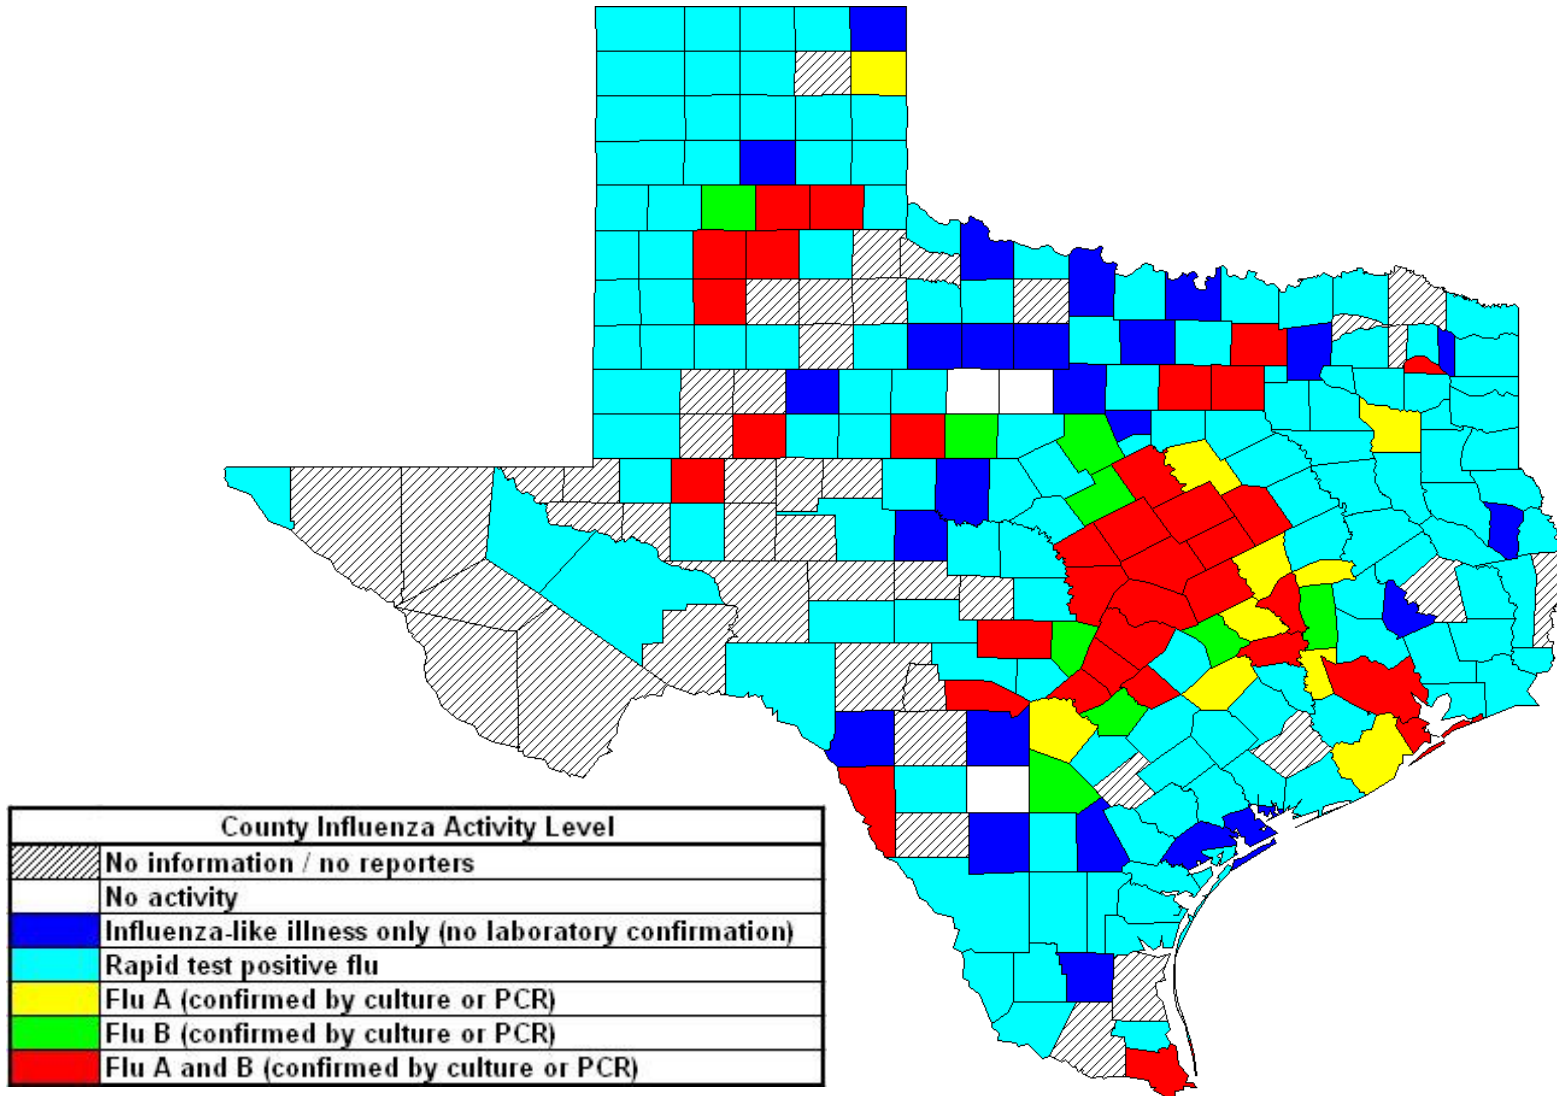 County Influenza Activity Level
No information / no reporters
No activity
Influenza-like illness only (no laboratory confirmation)
Rapid test positive flu
Flu A (confirmed by culture or PCR)
Flu B (confirmed by culture or PCR)
Flu A and B (confirmed by culture or PCR)